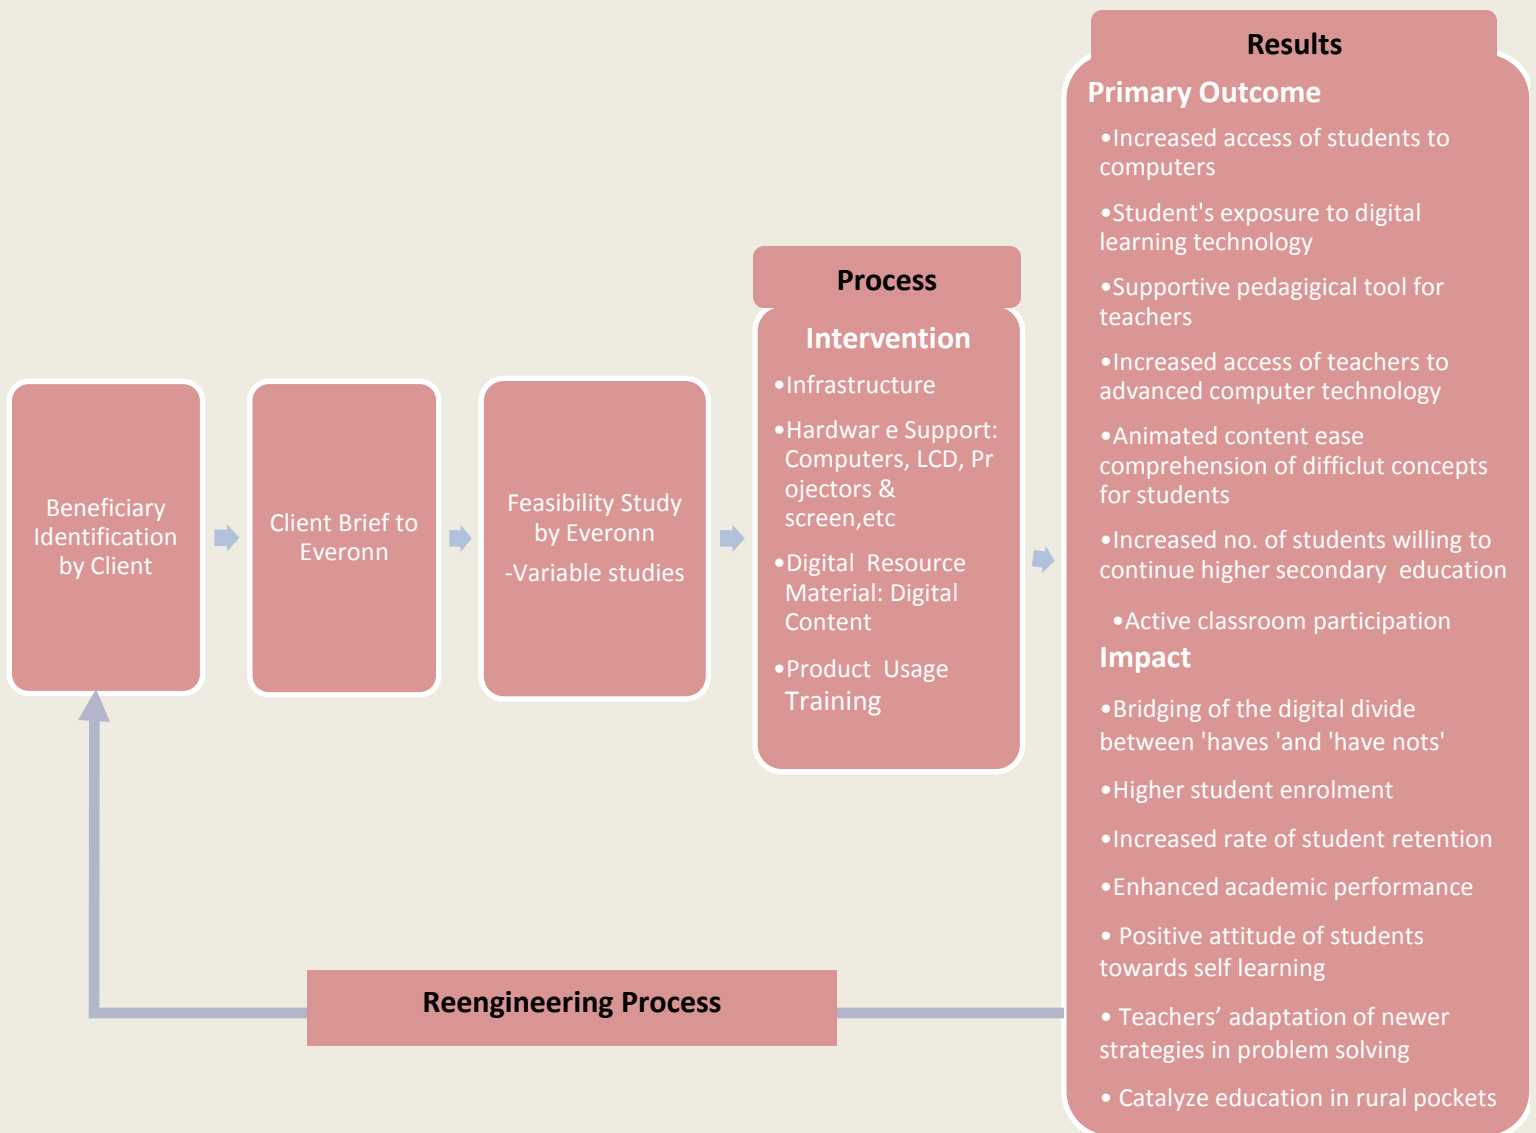 Beneficiary
Identification
by Client
Client Brief to
Everonn
Feasibility Study
by Everonn
-Variable studies
Process
Intervention
•Infrastructure
•Hardwar e Support:
Computers, LCD, Pr
ojectors &
screen,etc
•Digital Resource
Material: Digital
Content
•Product Usage
Training
Results
Primary Outcome
•Increased access of students to
computers
•Student's exposure to digital
learning technology
•Supportive pedagigical tool for
teachers
•Increased access of teachers to
advanced computer technology
•Animated content ease
comprehension of difficlut concepts
for students
•Increased no. of students willing to
continue higher secondary education
•Active classroom participation
Impact
•Bridging of the digital divide
between 'haves 'and 'have nots'
•Higher student enrolment
•Increased rate of student retention
•Enhanced academic performance
• Positive attitude of students
towards self learning
• Teachers’ adaptation of newer
strategies in problem solving
• Catalyze education in rural pockets
Reengineering Process